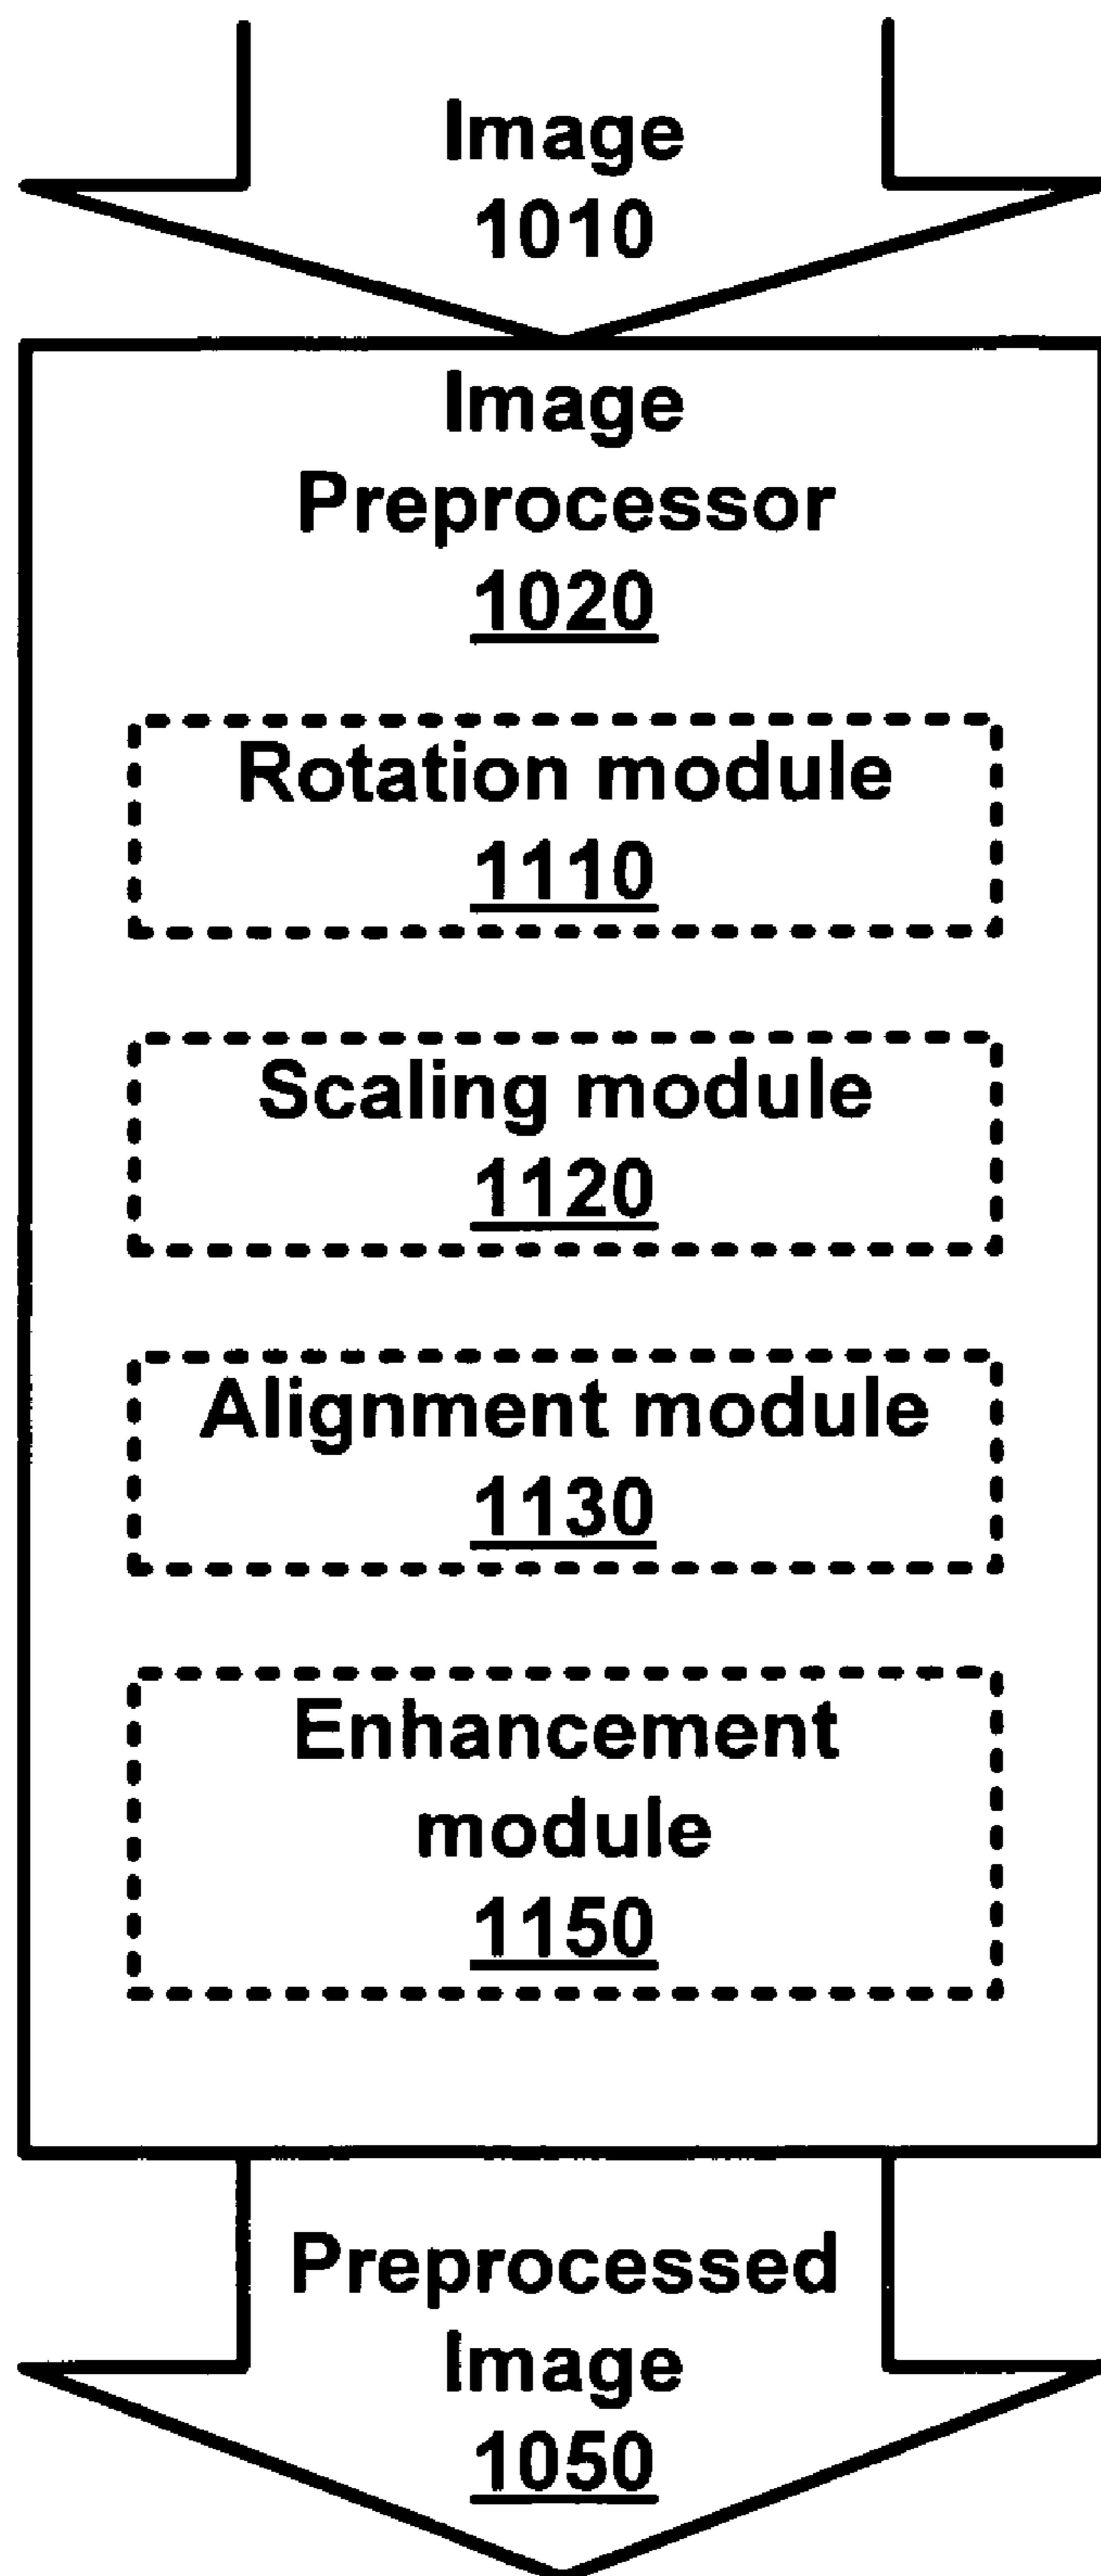 Image
1010
Image
Preprocessor
1020
Rotation module
1110
Scaling module
1120
Alignment module
1130
Enhancement
module
1150
Preprocessed
Image
1050